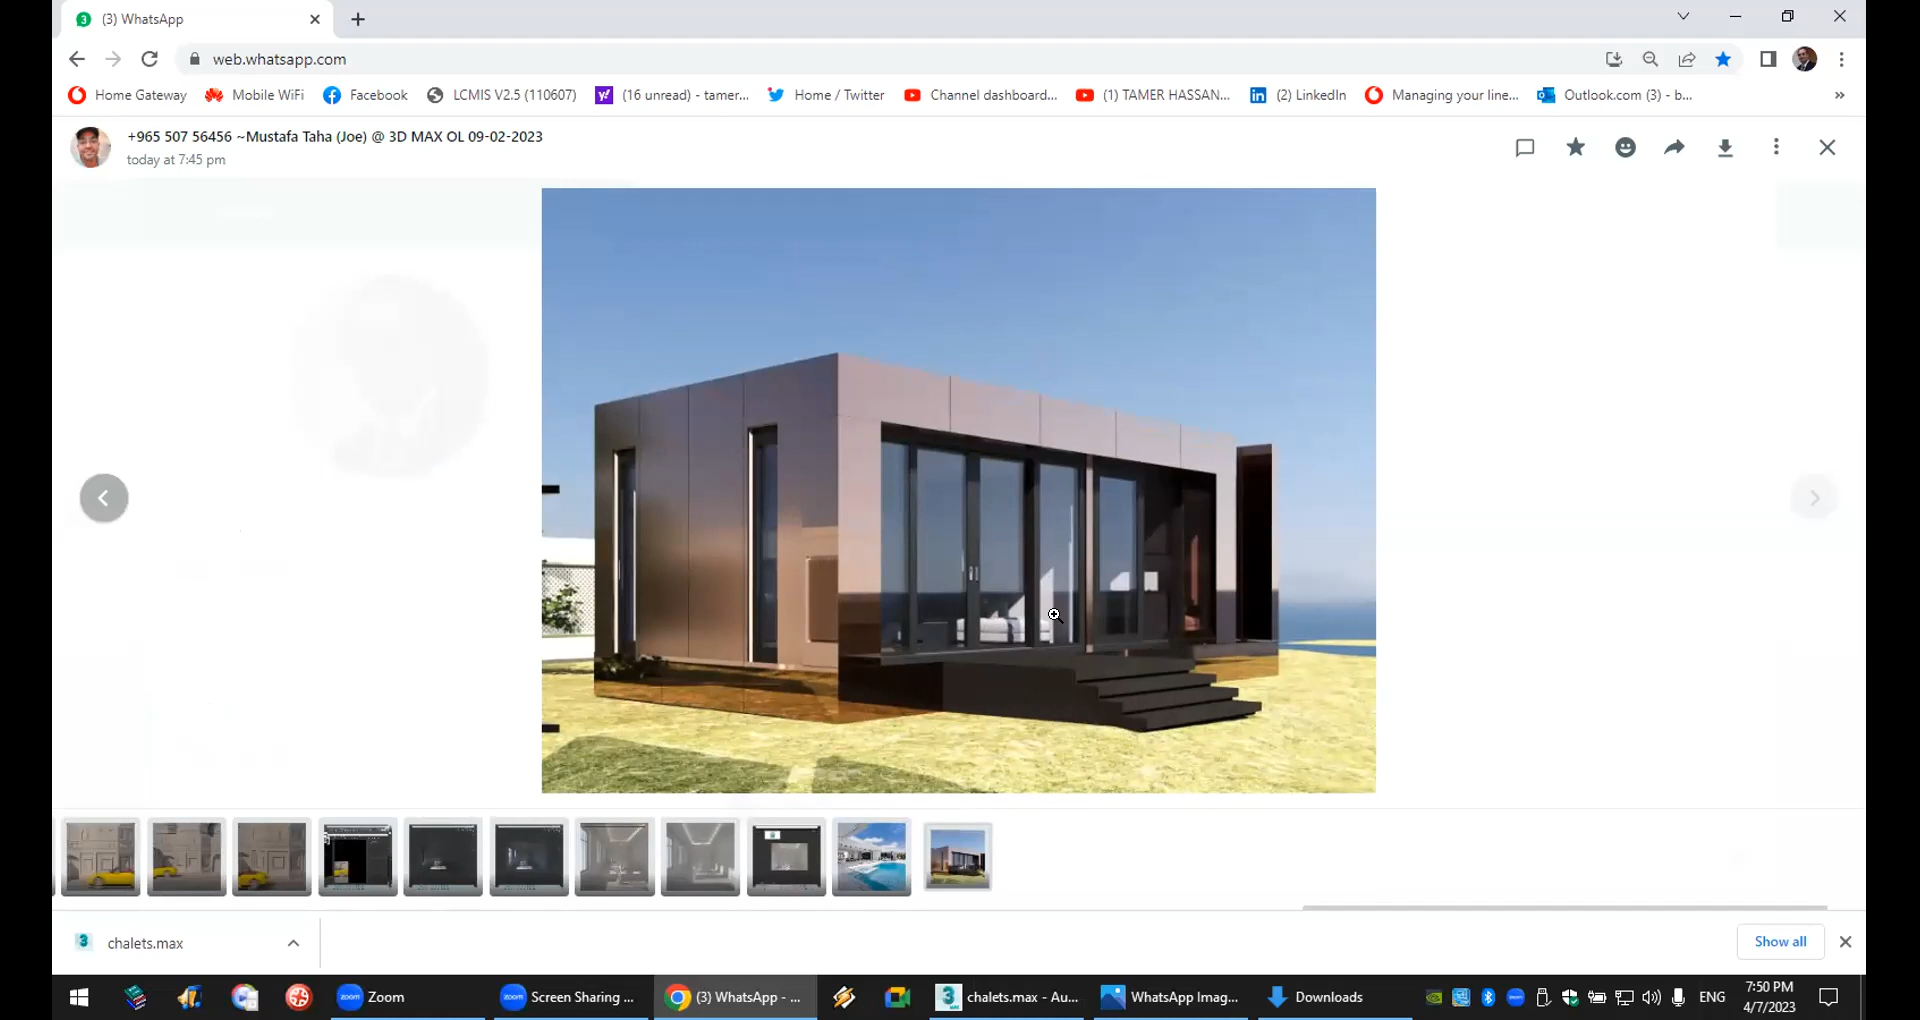 (3) WhatsApp
web.whatsapp.com
Home Gateway Mobile WiFi Facebook LCMIS V2.5 (110607) (16 unread) - tamer... Home / Twitter Channel dashboard... (1) TAMER HASSAN... (2) LinkedIn Managing your line... Outlook.com (3) - b... »
+965 507 56456 ~Mustafa Taha (Joe) @ 3D MAX OL 09-02-2023
today at 7:45 pm
chalets.max
Show all
Zoom Screen Sharing ... (3) WhatsApp - ... chalets.max - Au... WhatsApp Imag... Downloads ENG 7:50 PM
4/7/2023